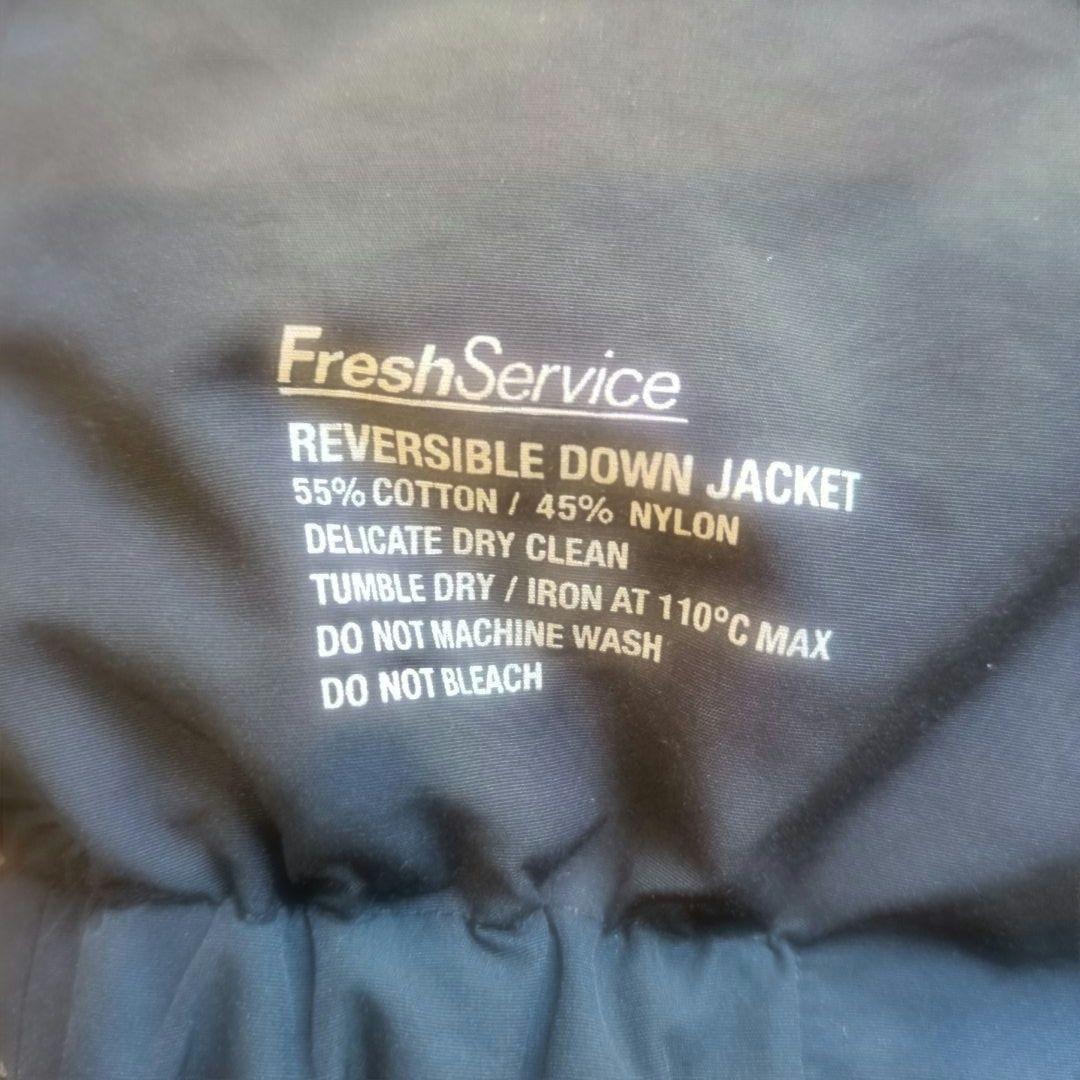 FreshService
REVERSIBLE DOWN JACKET
55% COTTON / 45% NYLON
DELICATE DRY CLEAN
TUMBLE DRY / IRON AT 110°C MAX
DO NOT MACHINE WASH
DO NOT BLEACH